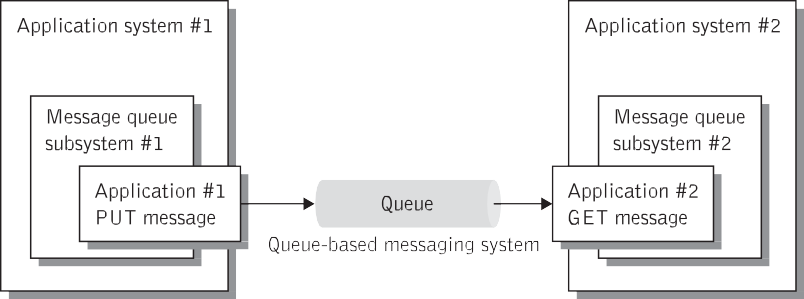 Application system #1
Message queue
subsystem #1
Application #1
PUT message
Queue
Queue-based messaging system
Application system #2
Message queue
subsystem #2
Application #2
GET message